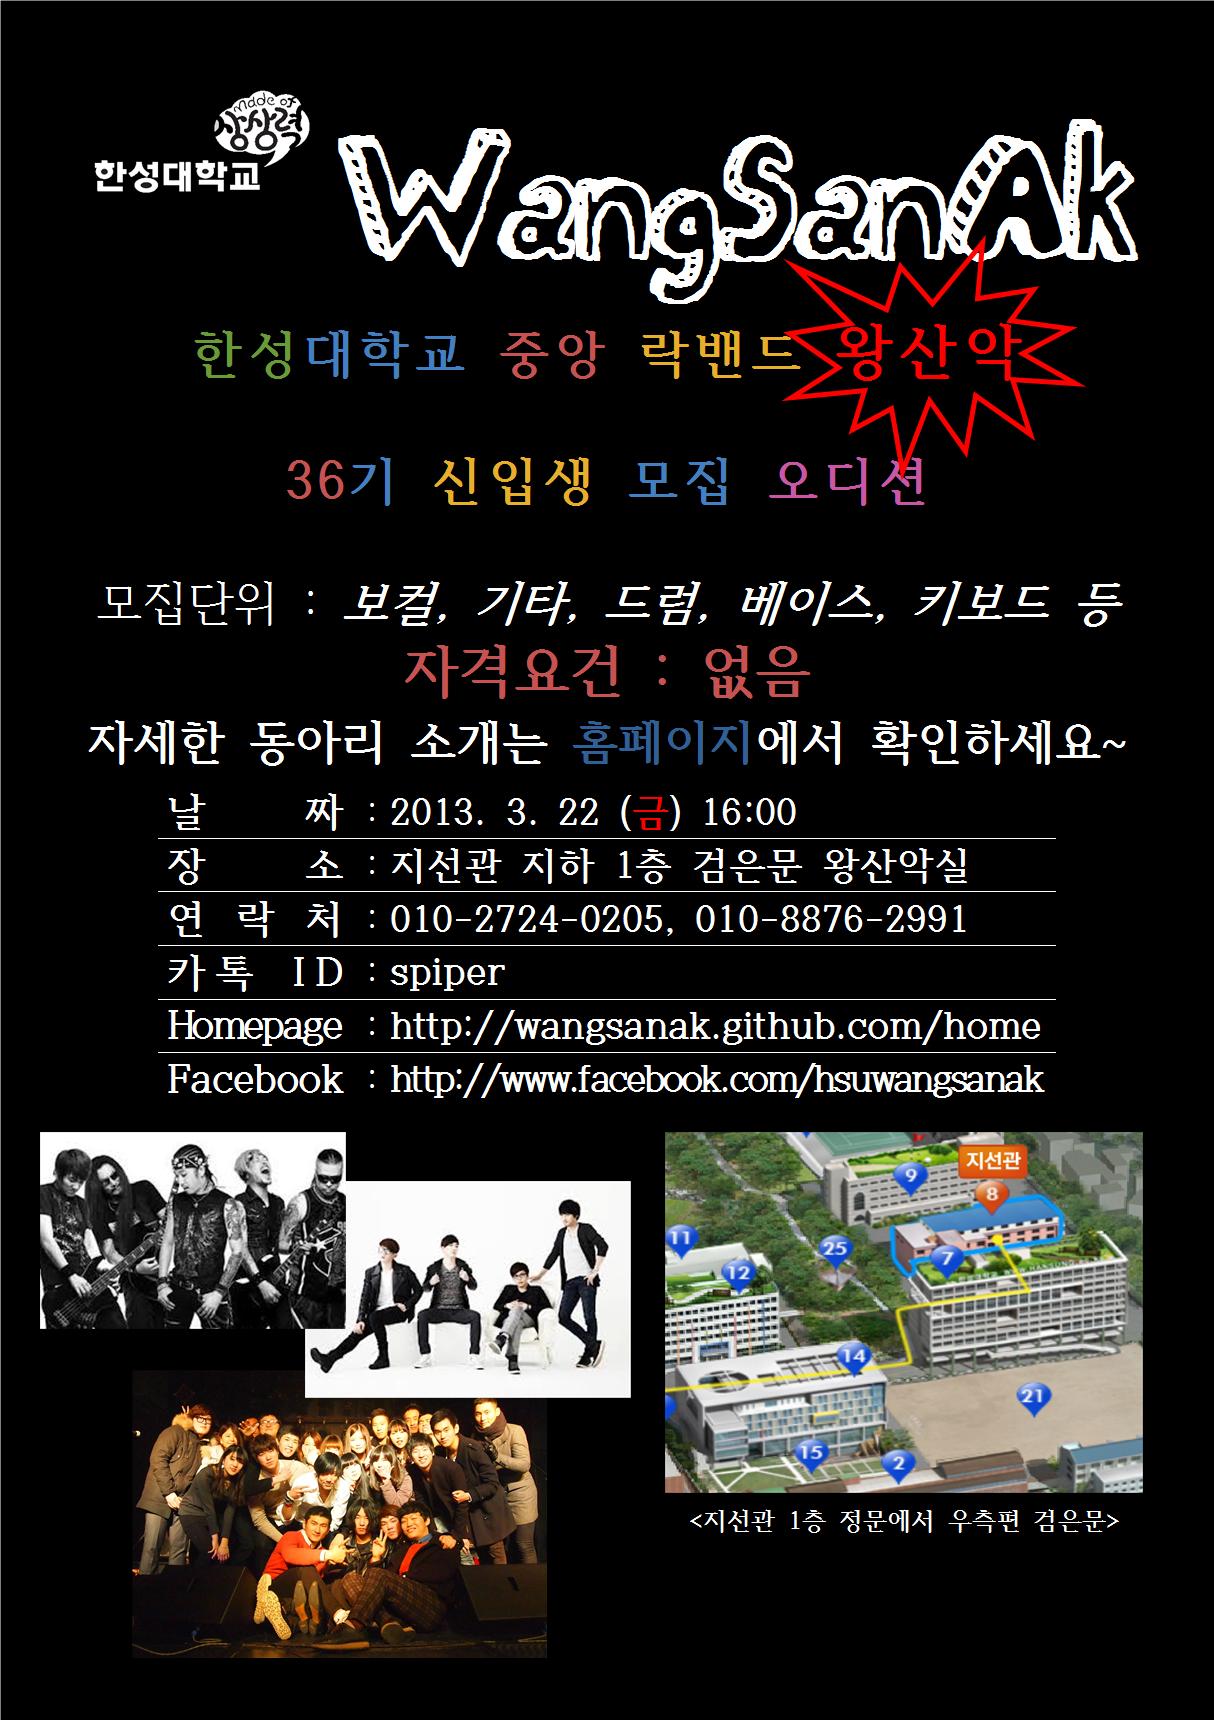 made of
상상력
한성대학교
WangSanAk
한성대학교 중앙 락밴드 왕산악
36기 신입생 모집 오디션
모집단위 : 보컬, 기타, 드럼, 베이스, 키보드 등
자격요건 : 없음
자세한 동아리 소개는 홈페이지에서 확인하세요~
날 짜 : 2013. 3. 22 (금) 16:00
장 소 : 지선관 지하 1층 검은문 왕산악실
연 락 처 : 010-2724-0205, 010-8876-2991
카톡 ID : spiper
Homepage : http://wangsanak.github.com/home
Facebook : http://www.facebook.com/hsuwangsanak
지선관
9
8
11
25
7
12
14
21
15
2
<지선관 1층 정문에서 우측편 검은문>